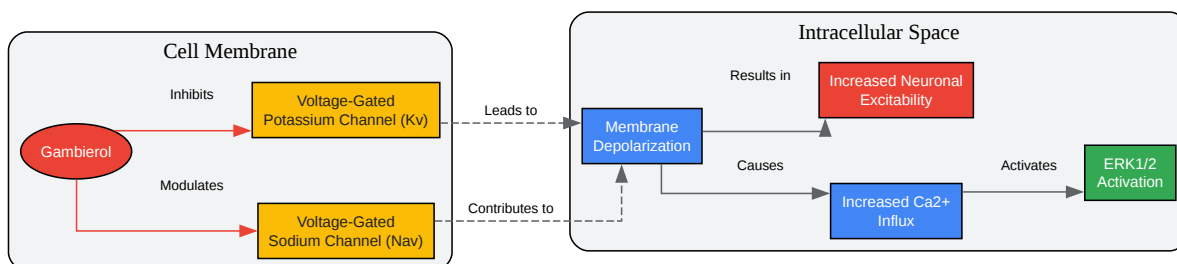 Cell Membrane
Inhibits
Voltage-Gated
Potassium Channel (Kv)
Gambierol
Modulates
Voltage-Gated
Sodium Channel (Nav)
Leads to
Contributes to
Intracellular Space
Membrane
Depolarization
Results in
Increased Neuronal
Excitability
Causes
Increased Ca2+
Influx
Activates
ERK1/2
Activation